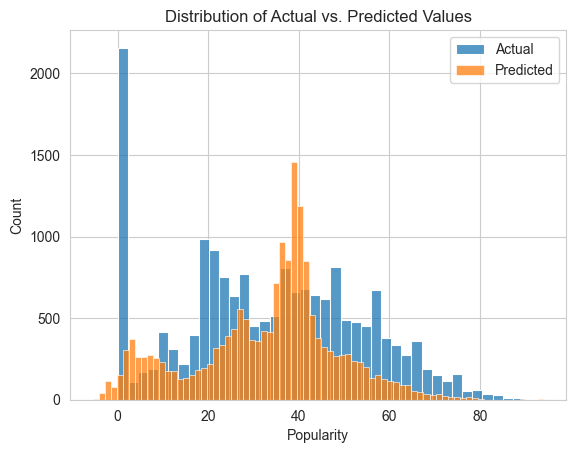 Distribution of Actual vs. Predicted Values
Actual
Predicted
2000
1500
1000
500
0
Count
0 20 40 60 80
Popularity